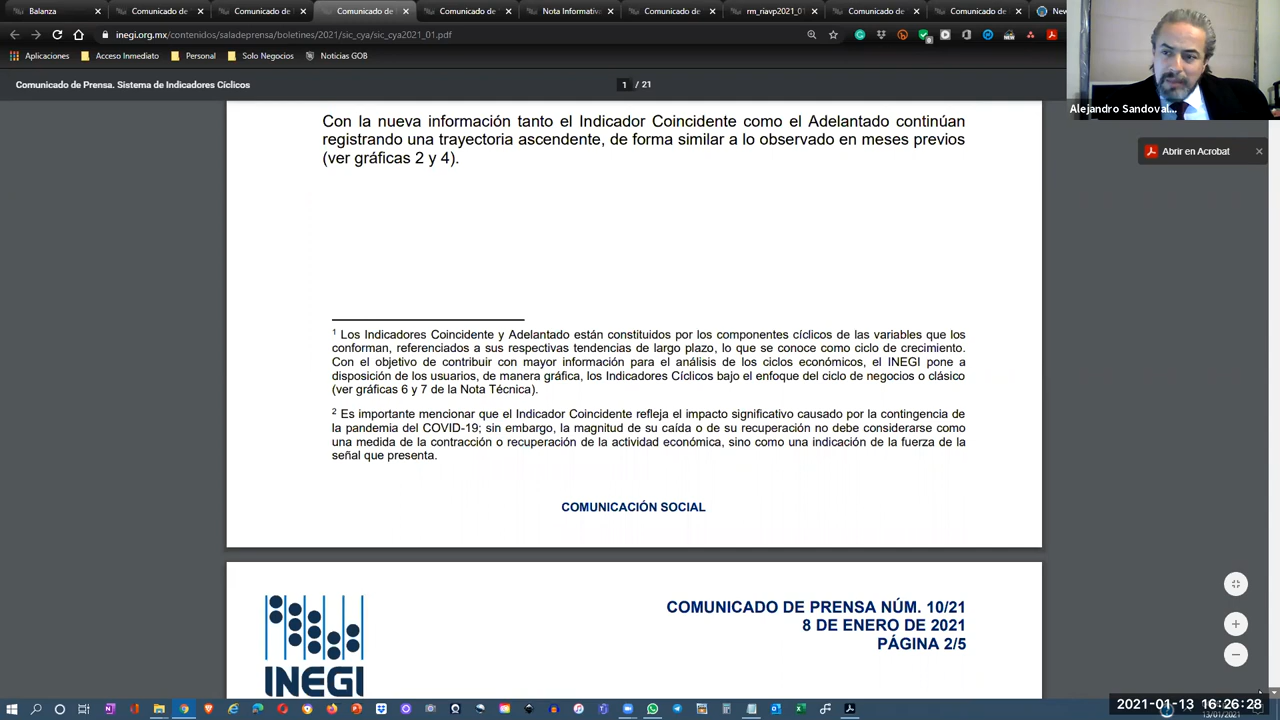 Balanza
Comunicado de
Comunicado de
Comunicado de
Comunicado de
Nota Informativ
Comunicado de
rm_riavp2021_01
Comunicado de
Comunicado de
inegi.org.mx/contenidos/saladeprensa/boletines/2021/sic_cya/sic_cya2021_01.pdf
Aplicaciones
Acceso Inmediato
Personal
Solo Negocios
Noticias GOB
Comunicado de Prensa. Sistema de Indicadores Cíclicos
1 / 21
Alejandro Sandoval...
Abrir en Acrobat
Con la nueva información tanto el Indicador Coincidente como el Adelantado continúan
registrando una trayectoria ascendente, de forma similar a lo observado en meses previos
(ver gráficas 2 y 4).
1 Los Indicadores Coincidente y Adelantado están constituidos por los componentes cíclicos de las variables que los
conforman, referenciados a sus respectivas tendencias de largo plazo, lo que se conoce como ciclo de crecimiento.
Con el objetivo de contribuir con mayor información para el análisis de los ciclos económicos, el INEGI pone a
disposición de los usuarios, de manera gráfica, los Indicadores Cíclicos bajo el enfoque del ciclo de negocios o clásico
(ver gráficas 6 y 7 de la Nota Técnica).
2 Es importante mencionar que el Indicador Coincidente refleja el impacto significativo causado por la contingencia de
la pandemia del COVID-19; sin embargo, la magnitud de su caída o de su recuperación no debe considerarse como
una medida de la contracción o recuperación de la actividad económica, sino como una indicación de la fuerza de la
señal que presenta.
COMUNICACIÓN SOCIAL
INEGI
COMUNICADO DE PRENSA NÚM. 10/21
8 DE ENERO DE 2021
PÁGINA 2/5
2021-01-13 16:26:28
13/01/2021